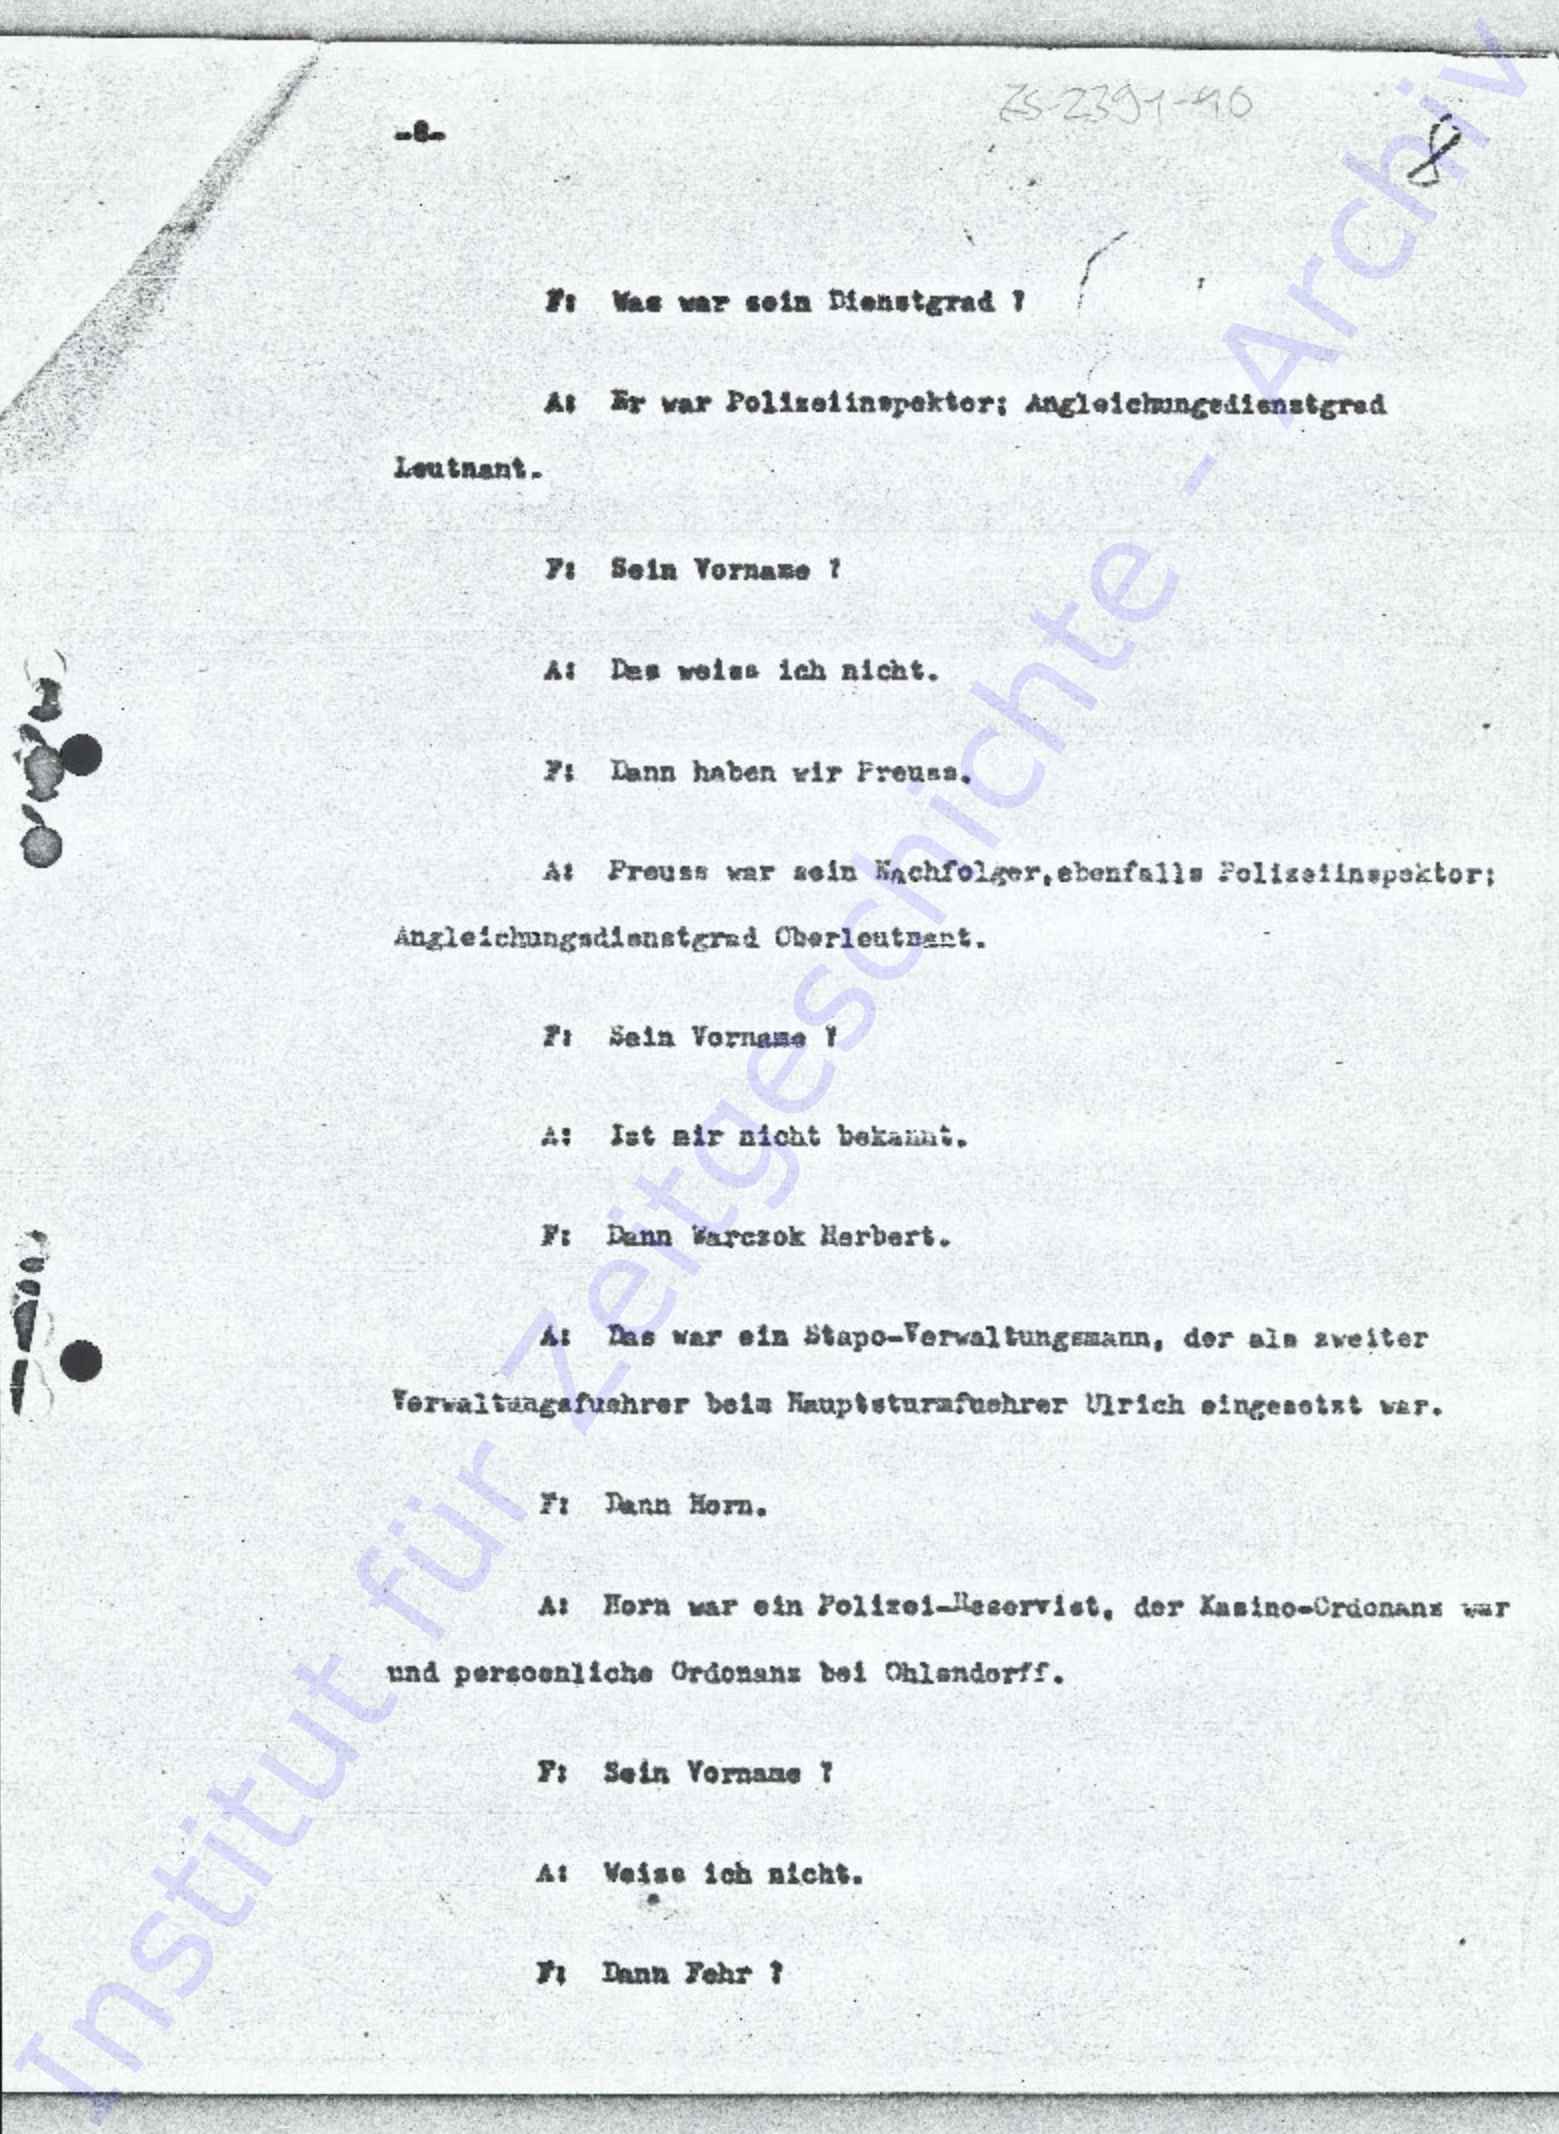 ZS-2391-40
-8-
8
F: Was war sein Dienstgrad ?
A: Er war Polizeiinspektor; Angleichungsdienstgrad
Leutnant.
F: Sein Vorname ?
A: Das weiss ich nicht.
F: Dann haben wir Preuss.
A: Preuss war sein Nachfolger,ebenfalls Polizeiinspektor;
Angleichungsdienstgrad Oberleutnant.
F: Sein Vorname ?
A: Ist mir nicht bekannt.
F: Dann Warczok Herbert.
A: Das war ein Stapo-Verwaltungsmann, der als zweiter
Verwaltungsfuehrer beim Hauptsturmfuehrer Ulrich eingesetzt war.
F: Dann Horn.
A: Horn war ein Polizei-Reservist, der Kasino-Ordonanz war
und persoenliche Ordonanz bei Ohlendorff.
F: Sein Vorname ?
A: Weiss ich nicht.
F: Dann Fehr ?
Institut für Zeitgeschichte - Archiv